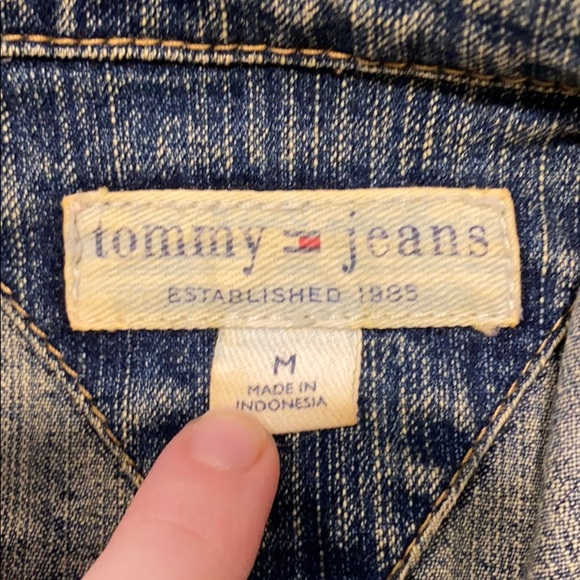 tommy jeans
ESTABLISHED 1985
M
MADE IN
INDONESIA